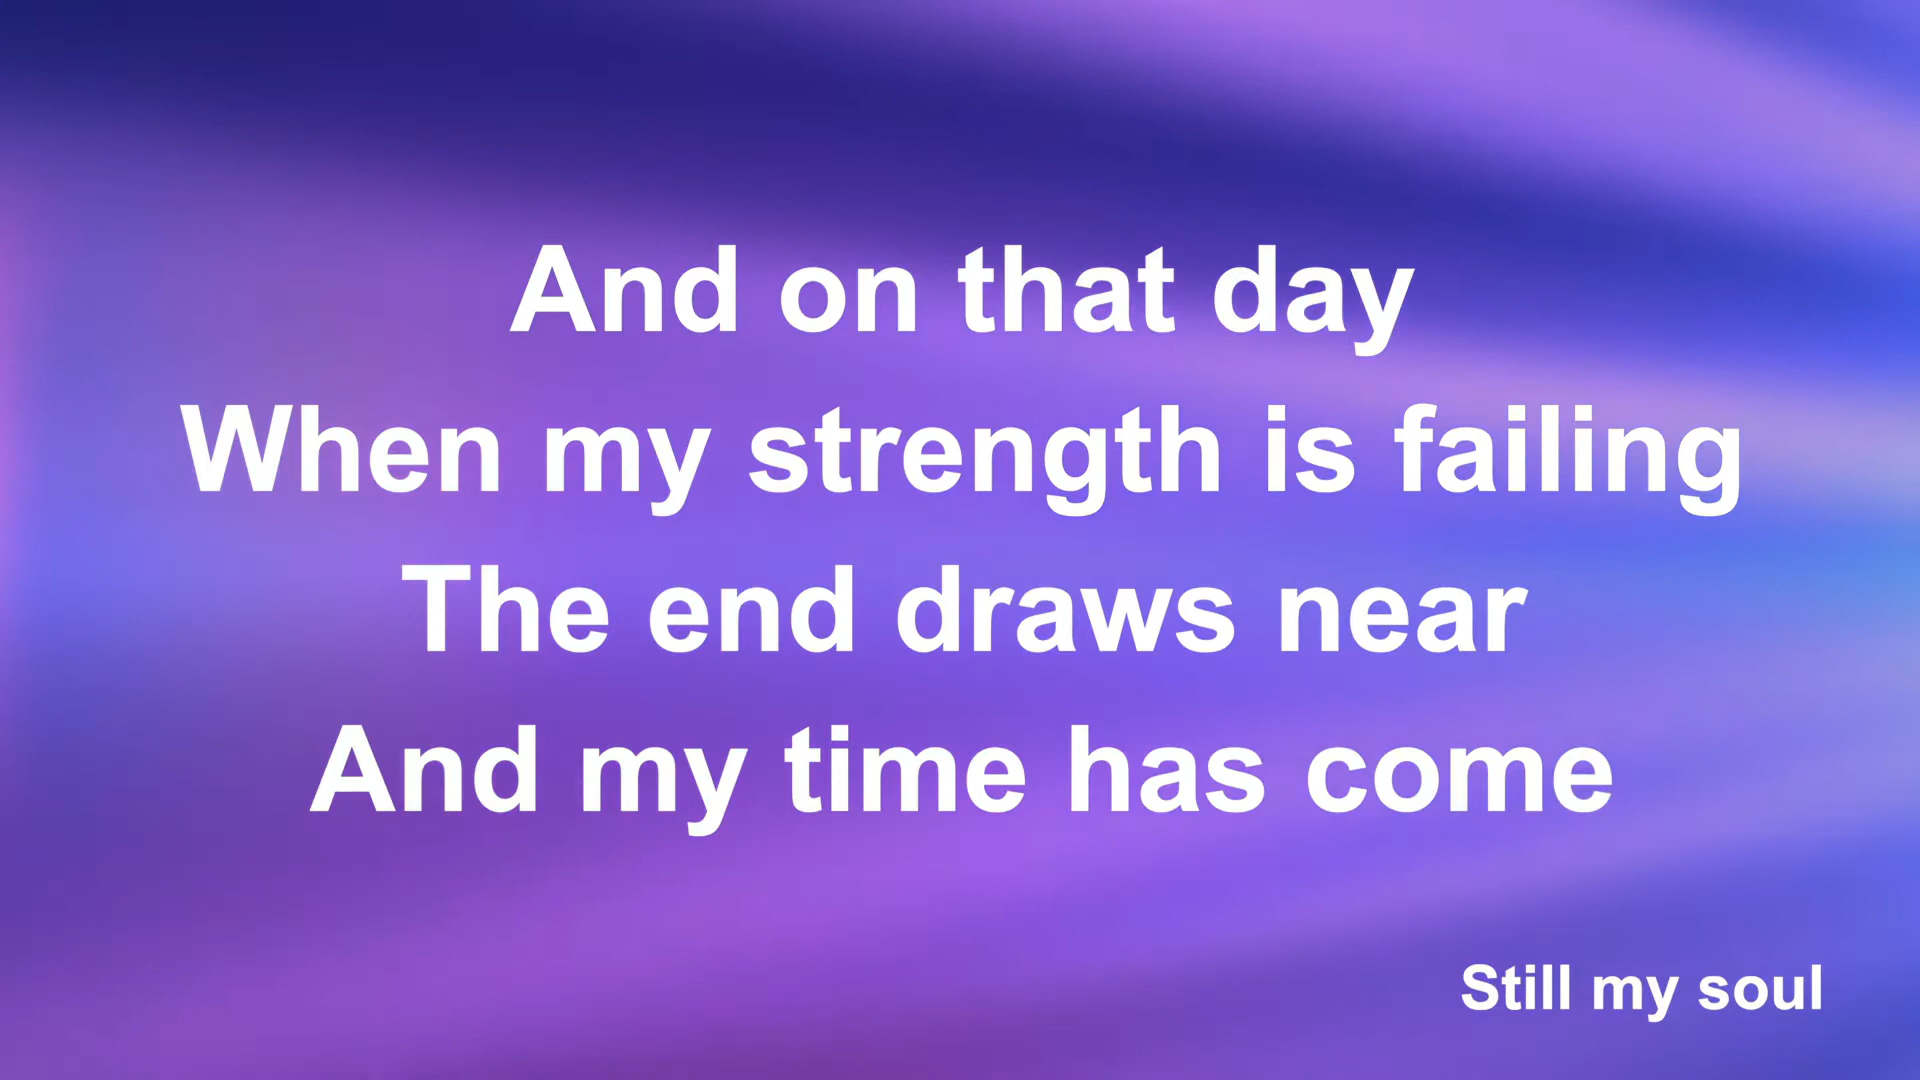 And on that day
When my strength is failing
The end draws near
And my time has come
Still my soul